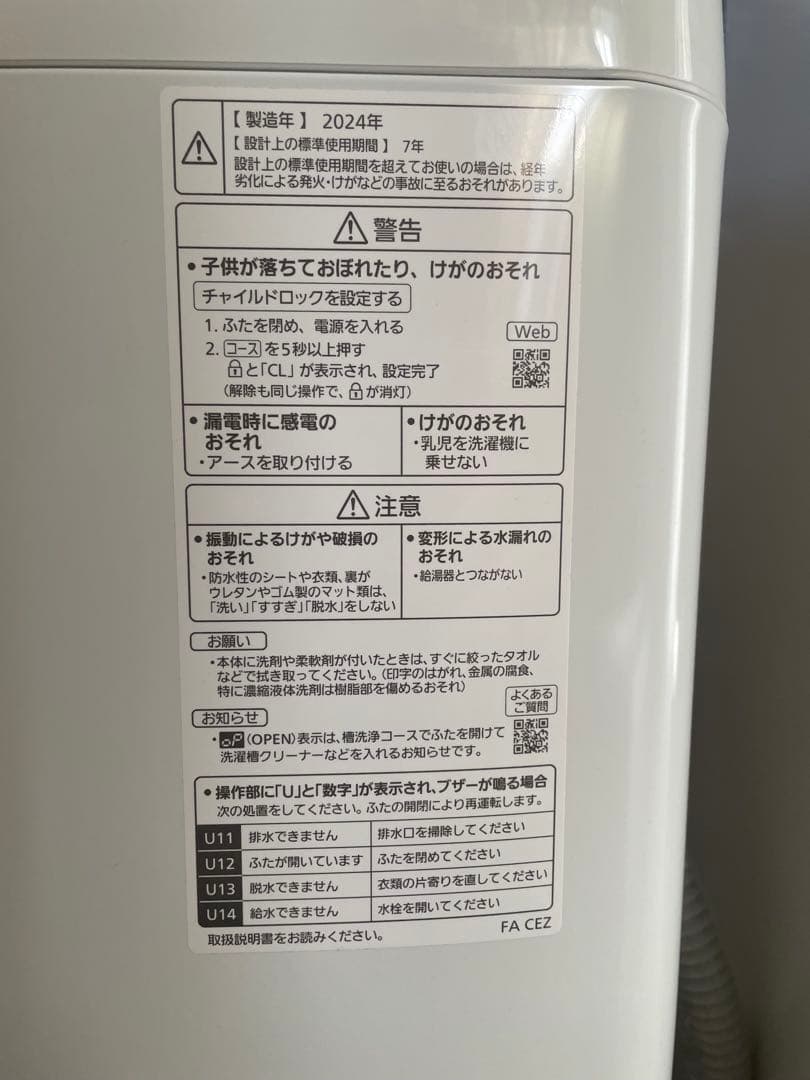 【製造年】 2024年
【設計上の標準使用期間】 7年
設計上の標準使用期間を超えてお使いの場合は、経年
劣化による発火・けがなどの事故に至るおそれがあります。
警告
•子供が落ちておぼれたり、けがのおそれ
チャイルドロックを設定する
1. ふたを閉め、電源を入れる
2. コースを5秒以上押す
と「CL」が表示され、設定完了
(解除も同じ操作で、が消灯)
Web
•漏電時に感電の
おそれ
・アースを取り付ける
•けがのおそれ
・乳児を洗濯機に
乗せない
注意
•振動によるけがや破損の
おそれ
・防水性のシートや衣類、裏が
ウレタンやゴム製のマット類は、
「洗い」「すすぎ」「脱水」をしない
•変形による水漏れの
おそれ
・給湯器とつながない
お願い
・本体に洗剤や柔軟剤が付いたときは、すぐに絞ったタオル
などで拭き取ってください。(印字のはがれ、金属の腐食、
特に濃縮液体洗剤は樹脂部を傷めるおそれ)
よくある
ご質問
お知らせ
・oP(OPEN)表示は、槽洗浄コースでふたを開けて
洗濯槽クリーナーなどを入れるお知らせです。
•操作部に「U」と「数字」が表示され、ブザーが鳴る場合
次の処置をしてください。ふたの開閉により再運転します。
U11 排水できません 排水口を掃除してください
U12 ふたが開いています ふたを閉めてください
U13 脱水できません 衣類の片寄りを直してください
U14 給水できません 水栓を開いてください
取扱説明書をお読みください。
FA CEZ